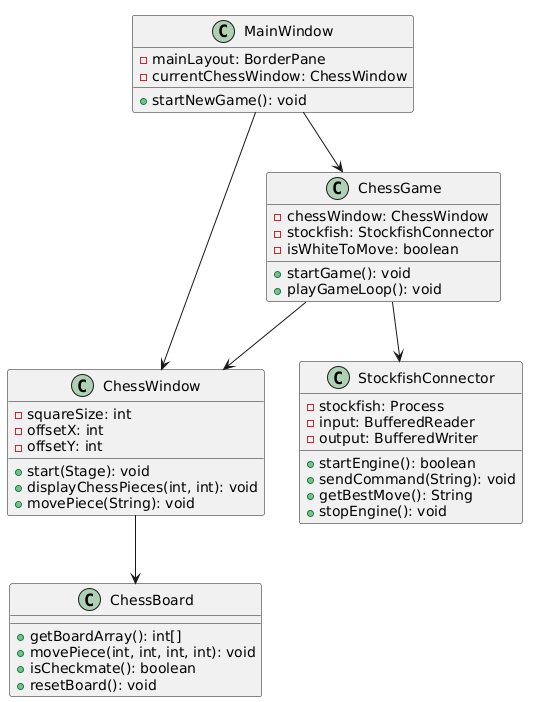 C MainWindow
mainLayout: BorderPane
currentChessWindow: ChessWindow
startNewGame(): void
C ChessGame
chessWindow: ChessWindow
stockfish: StockfishConnector
isWhiteToMove: boolean
startGame(): void
playGameLoop(): void
C ChessWindow
squareSize: int
offsetX: int
offsetY: int
start(Stage): void
displayChessPieces(int, int): void
movePiece(String): void
C StockfishConnector
stockfish: Process
input: BufferedReader
output: BufferedWriter
startEngine(): boolean
sendCommand(String): void
getBestMove(): String
stopEngine(): void
C ChessBoard
getBoardArray(): int[]
movePiece(int, int, int, int): void
isCheckmate(): boolean
resetBoard(): void